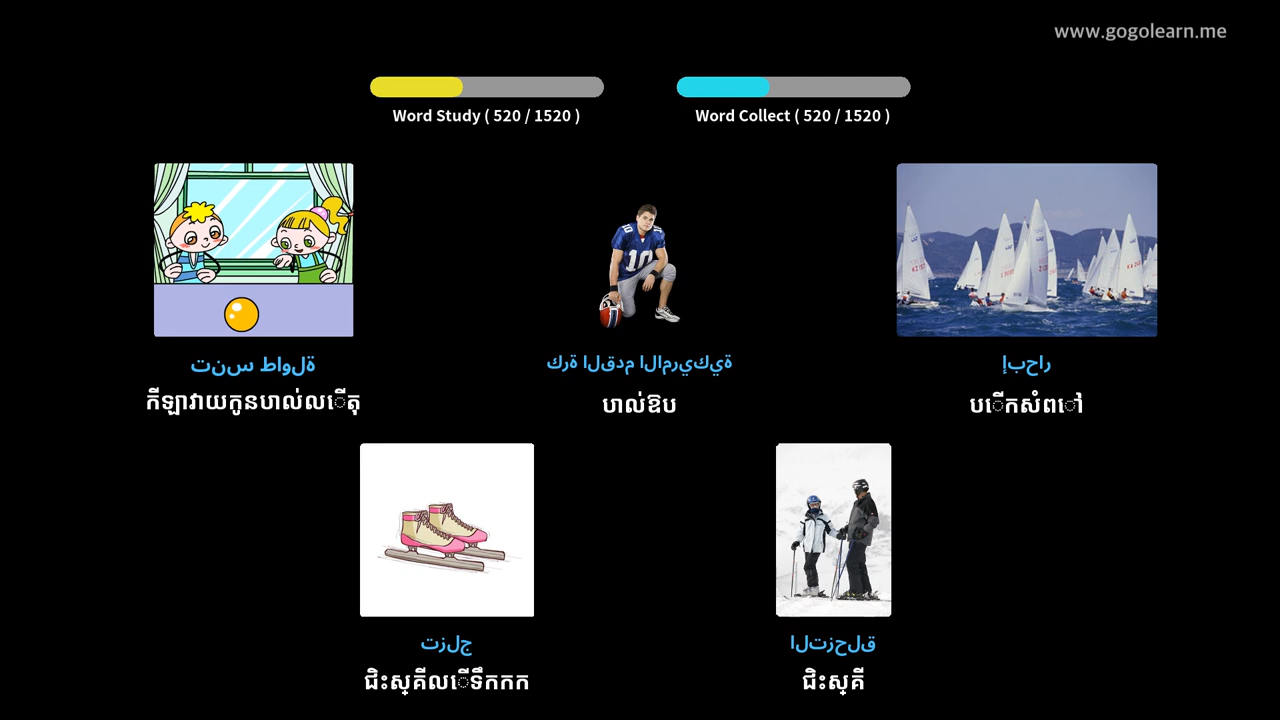 www.gogolearn.me
Word Study ( 520 / 1520 )
Word Collect ( 520 / 1520 )
تنس طاولة
កីឡាវាយកូនបាល់លើតុ
كرة القدم الامريكية
បាល់ឱប
إبحار
បើកសំពៅ
تزلج
ជិះស្គីលើទឹកកក
التزحلق
ជិះស្គី